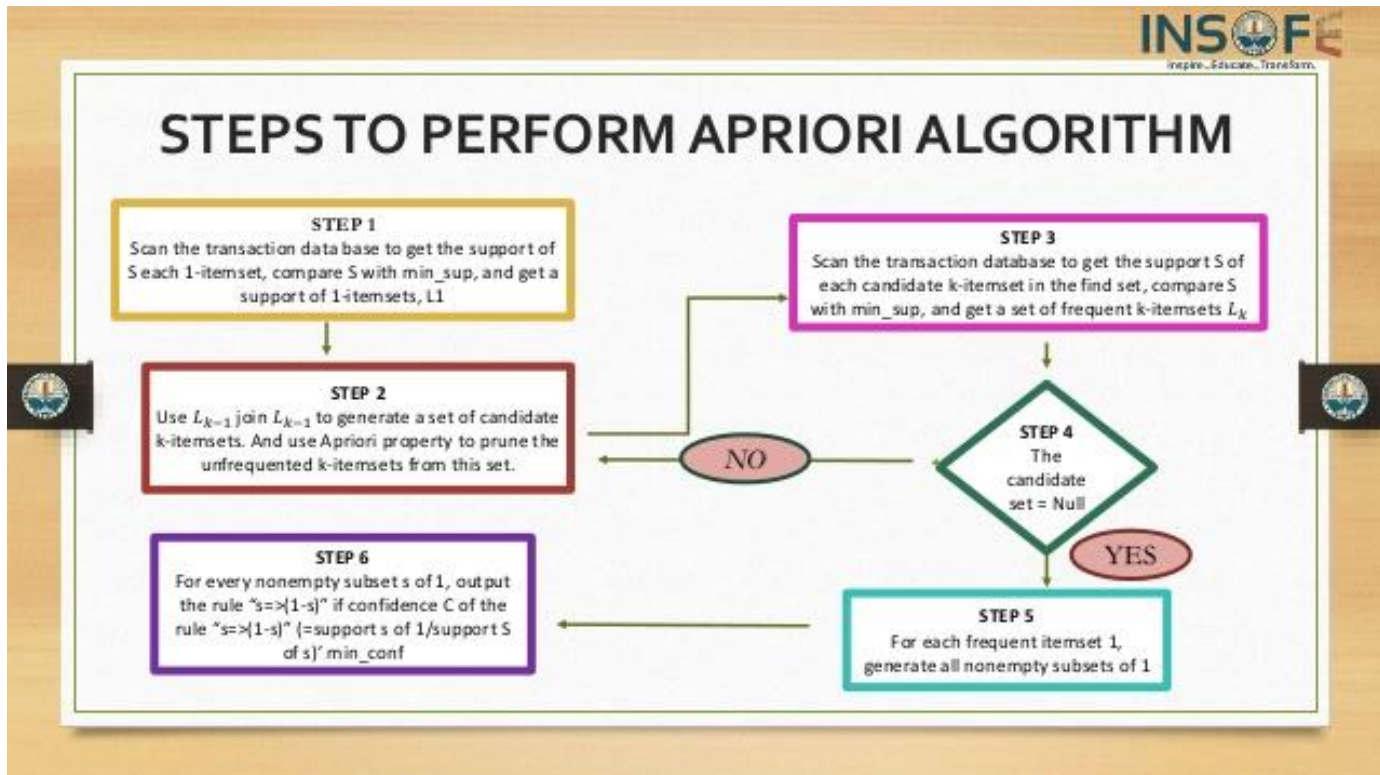 INSOFE
Inspire...Educate...Transform.
STEPS TO PERFORM APRIORI ALGORITHM
STEP 1
Scan the transaction data base to get the support of
S each 1-itemset, compare S with min_sup, and get a
support of 1-itemsets, L1
STEP 2
Use L_{k−1} join L_{k−1} to generate a set of candidate
k-itemsets. And use Apriori property to prune the
unfrequented k-itemsets from this set.
STEP 3
Scan the transaction database to get the support S of
each candidate k-itemset in the find set, compare S
with min_sup, and get a set of frequent k-itemsets L_k
NO
STEP 4
The
candidate
set = Null
YES
STEP 5
For each frequent itemset 1,
generate all nonempty subsets of 1
STEP 6
For every nonempty subset s of 1, output
the rule “s=>(1-s)” if confidence C of the
rule “s=>(1-s)” (=support s of 1/support S
of s)’ min_conf